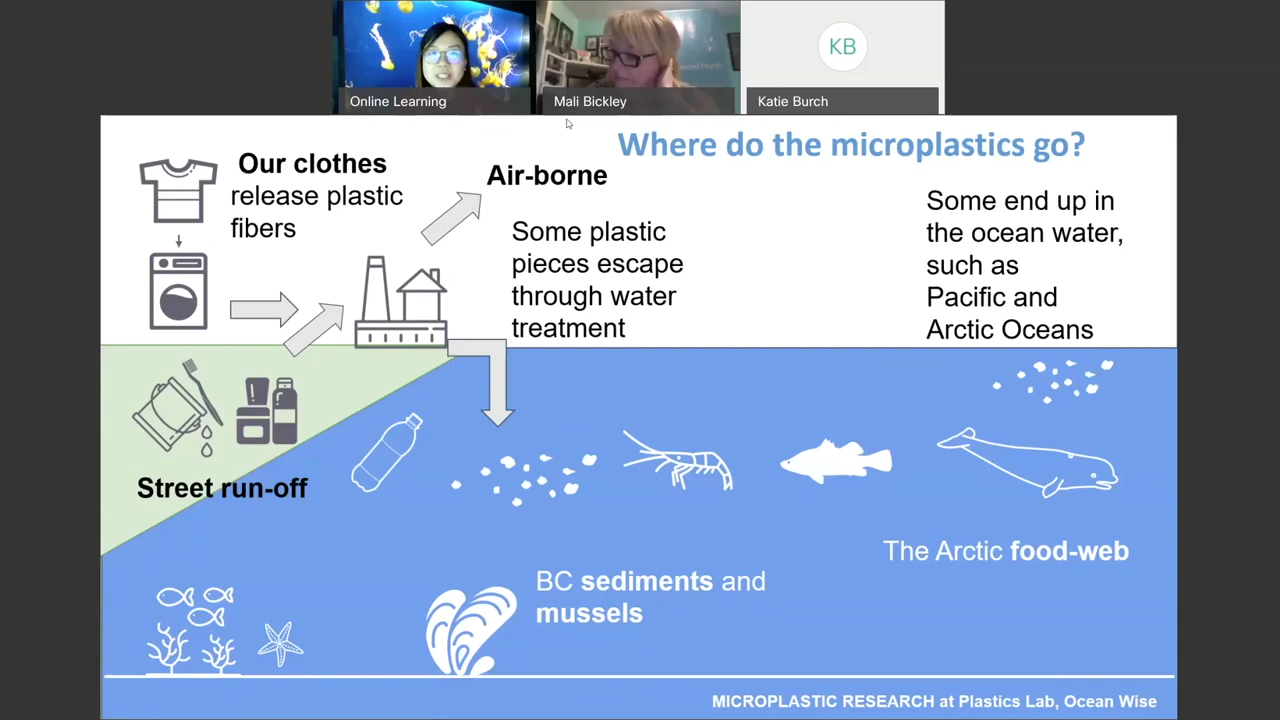 KB
Online Learning
Mali Bickley
Katie Burch
Where do the microplastics go?
Our clothes
release plastic
fibers
Air-borne
Some plastic
pieces escape
through water
treatment
Some end up in
the ocean water,
such as
Pacific and
Arctic Oceans
Street run-off
The Arctic food-web
BC sediments and
mussels
MICROPLASTIC RESEARCH at Plastics Lab, Ocean Wise